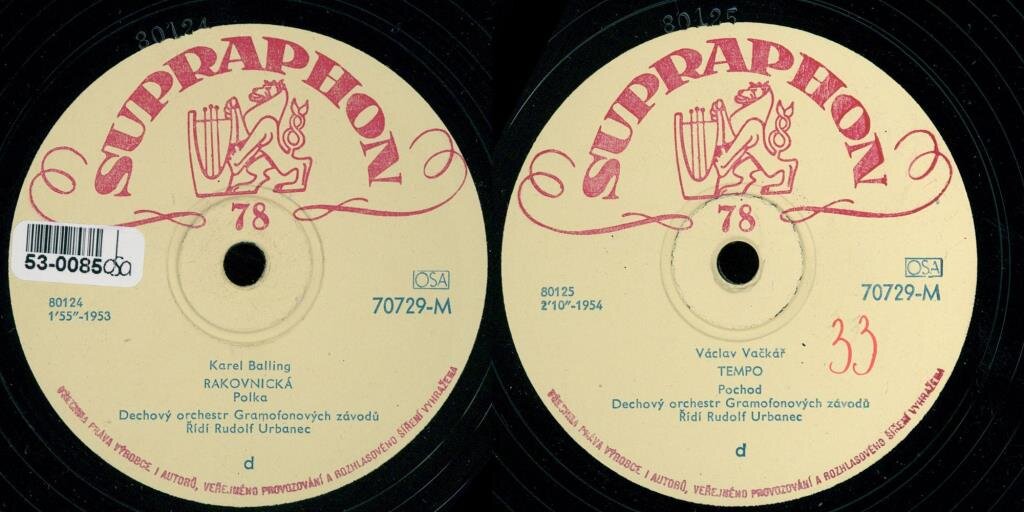 80124
SUPRAPHON
78
53-0085 osa
OSA
80124
1'55"-1953
70729-M
Karel Balling
RAKOVNICKÁ
Polka
Dechový orchestr Gramofonových závodů
Řídí Rudolf Urbanec
d
VŠECHNA PRÁVA VÝROBCE I AUTORŮ, VEŘEJNÉHO PROVOZOVÁNÍ A ROZHLASOVÉHO ŠÍŘENÍ VYHRAŽENA
80125
SUPRAPHON
78
OSA
80125
2'10"-1954
70729-M
33
Václav Vačkář
TEMPO
Pochod
Dechový orchestr Gramofonových závodů
Řídí Rudolf Urbanec
d
VŠECHNA PRÁVA VÝROBCE I AUTORŮ, VEŘEJNÉHO PROVOZOVÁNÍ A ROZHLASOVÉHO ŠÍŘENÍ VYHRAŽENA